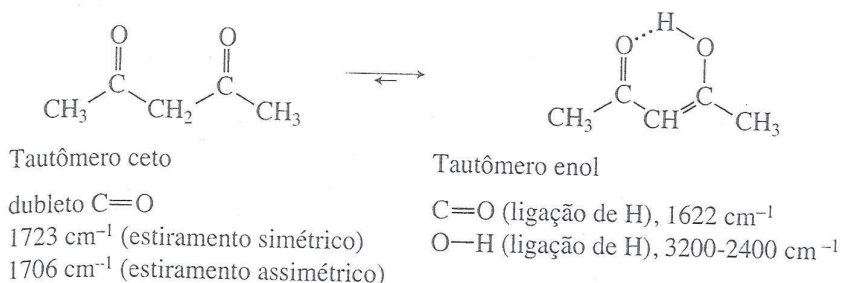 O O
C C
CH₃ CH₂ CH₃
H
O O
C C
CH₃ CH CH₃
Tautômero ceto
dubleto C=O
1723 cm⁻¹ (estiramento simétrico)
1706 cm⁻¹ (estiramento assimétrico)
Tautômero enol
C=O (ligação de H), 1622 cm⁻¹
O—H (ligação de H), 3200-2400 cm⁻¹